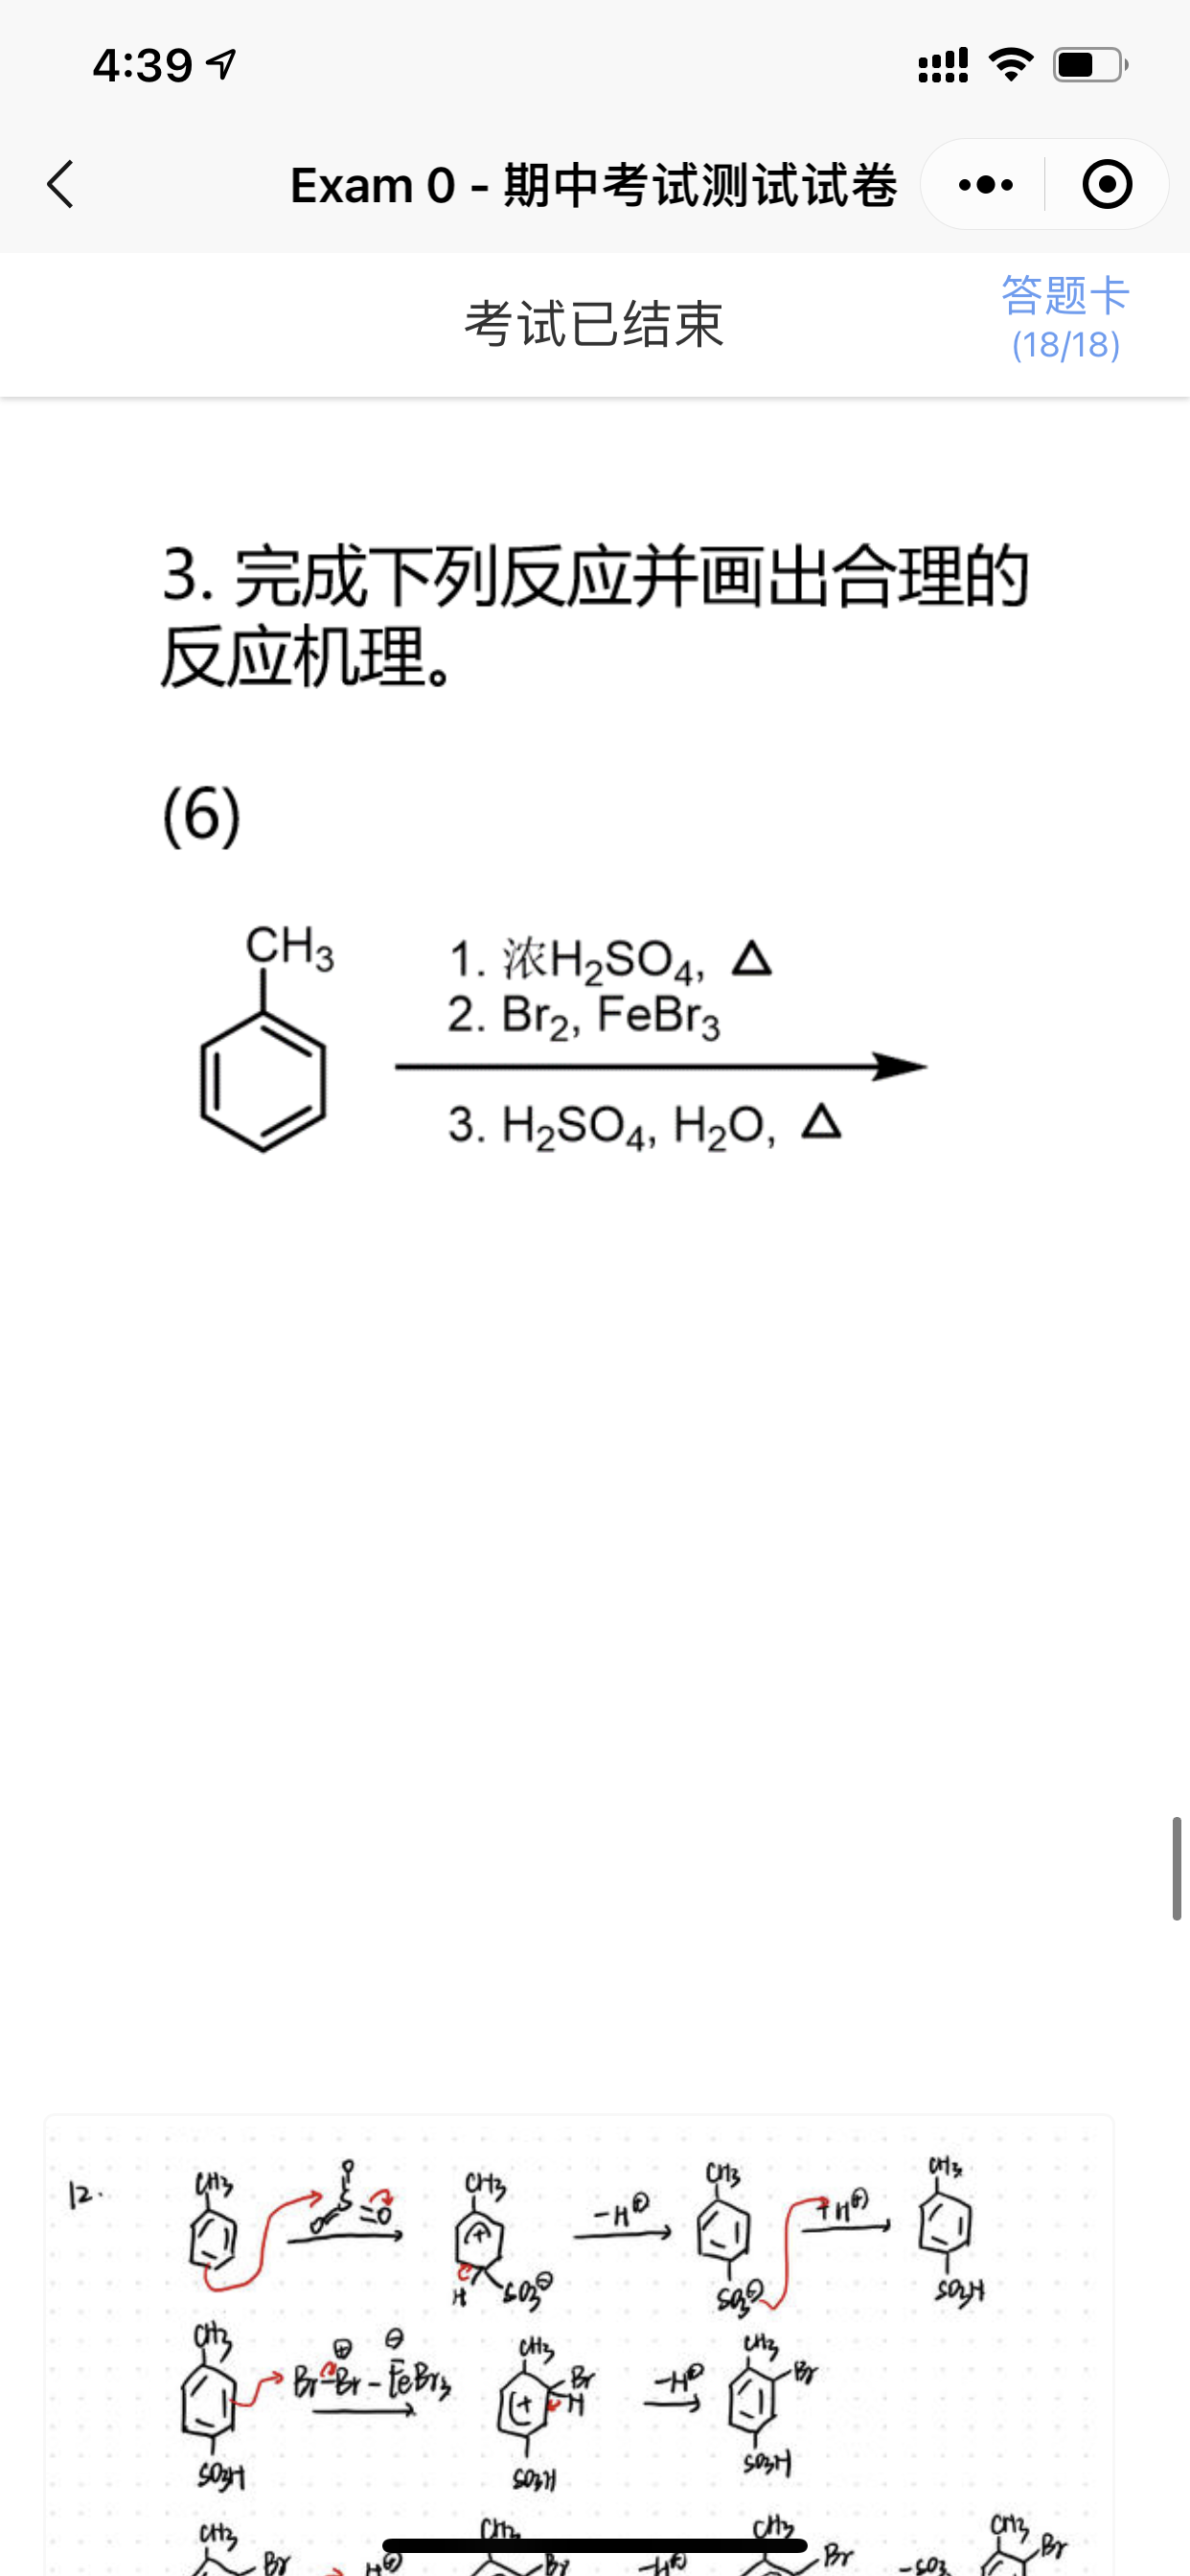 4:39
Exam 0 - 期中考试测试试卷
考试已结束
答题卡
(18/18)
3. 完成下列反应并画出合理的
反应机理。
(6)
CH₃
1. 浓H₂SO₄, Δ
2. Br₂, FeBr₃
3. H₂SO₄, H₂O, Δ
12.
CH₃ O S O =O CH₃ -H⊕ CH₃ +H⊕ CH₃
H SO₃⊖ SO₃⊖ SO₃H
CH₃ ⊕ ⊖ CH₃ CH₃
Br-Br-FeBr₃ Br H -H⊕ Br
SO₃H SO₃H SO₃H
CH₃ CH₃ CH₃ CH₃
Br H⊕ Br -H⊕ Br -SO₃ Br